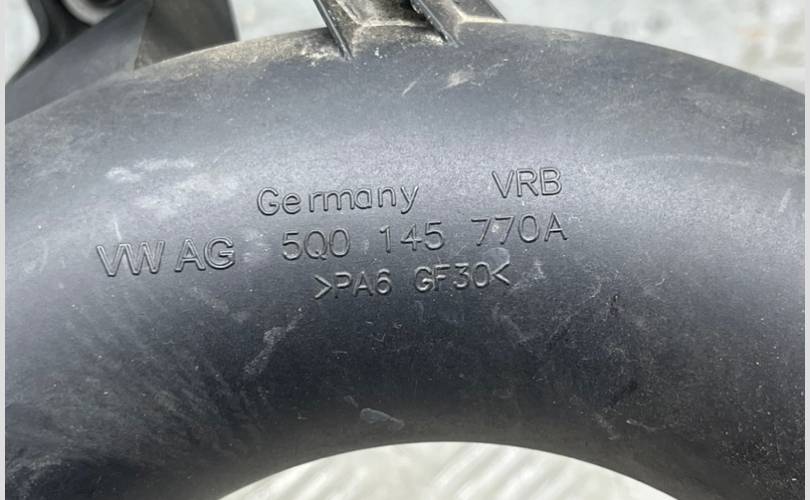 Germany VRB
VW AG 5Q0 145 770A
>PA6 GF30<